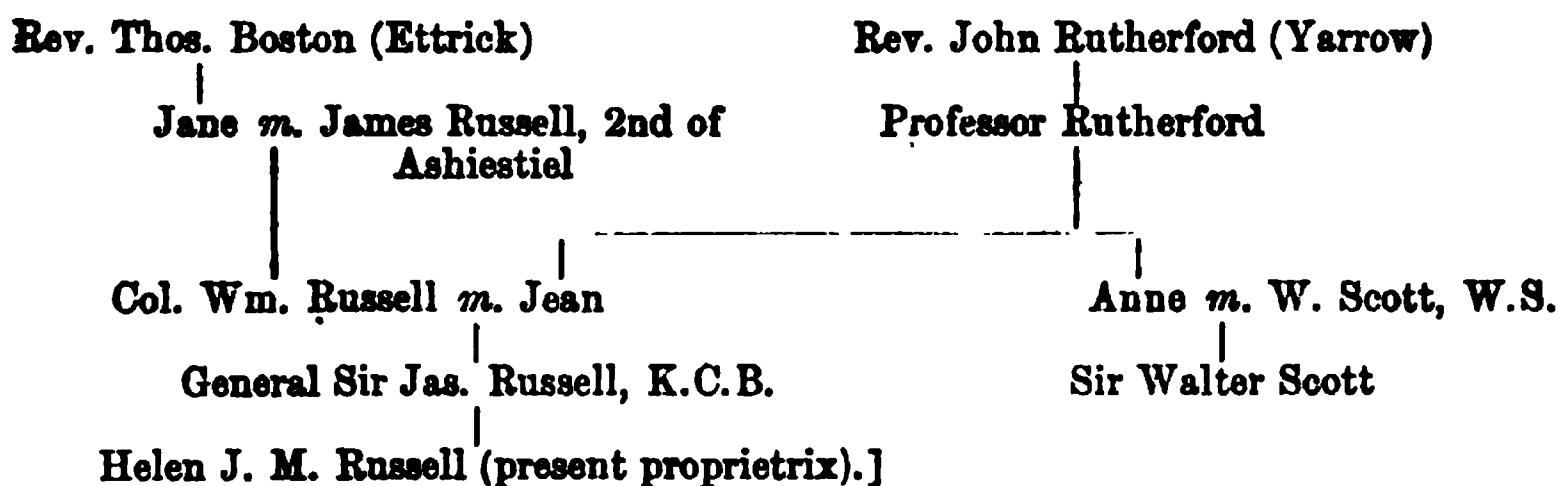 Rev. Thos. Boston (Ettrick) Rev. John Rutherford (Yarrow)
Jane m. James Russell, 2nd of Professor Rutherford
Ashiestiel
Col. Wm. Russell m. Jean Anne m. W. Scott, W.S.
General Sir Jas. Russell, K.C.B. Sir Walter Scott
Helen J. M. Russell (present proprietrix).]